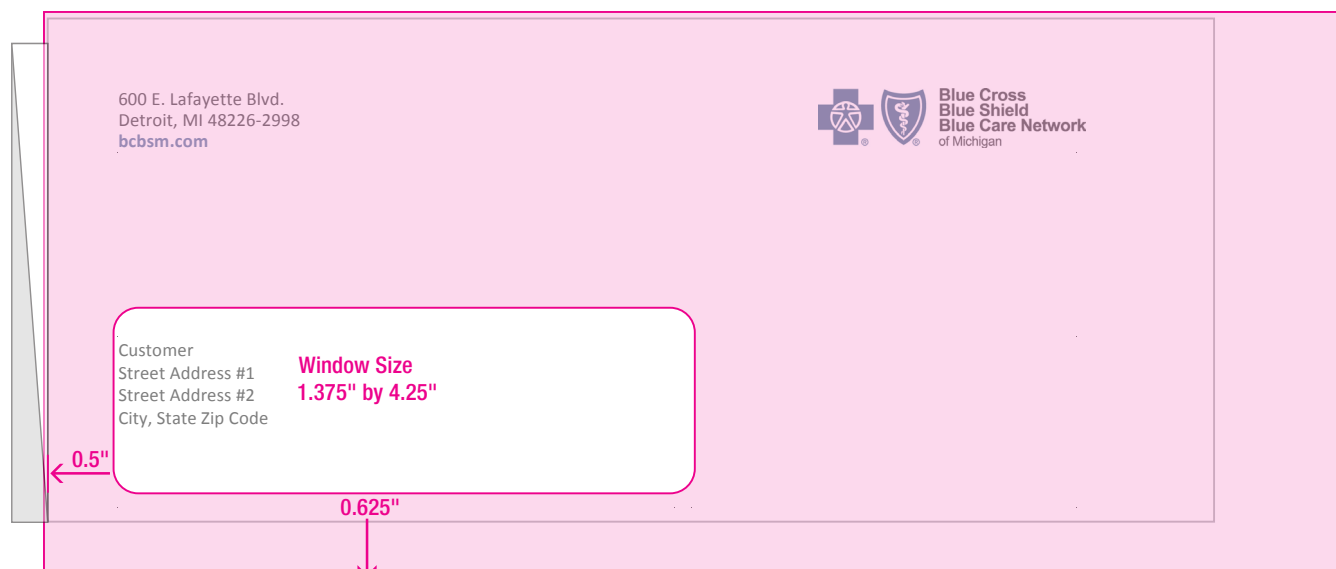 600 E. Lafayette Blvd.
Detroit, MI 48226-2998
bcbsm.com
Blue Cross
Blue Shield
Blue Care Network
of Michigan
® ®
Customer
Street Address #1
Street Address #2
City, State Zip Code
Window Size
1.375" by 4.25"
0.5"
0.625"